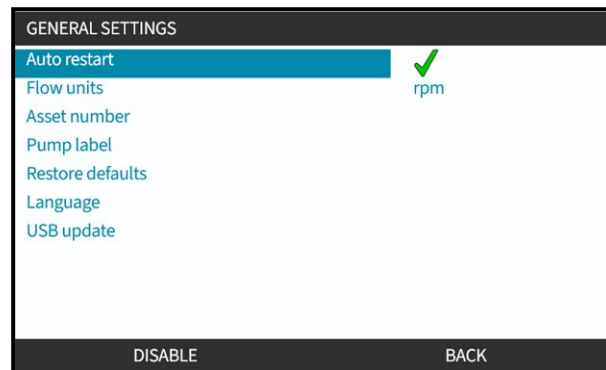 GENERAL SETTINGS
Auto restart
Flow units rpm
Asset number
Pump label
Restore defaults
Language
USB update
DISABLE BACK